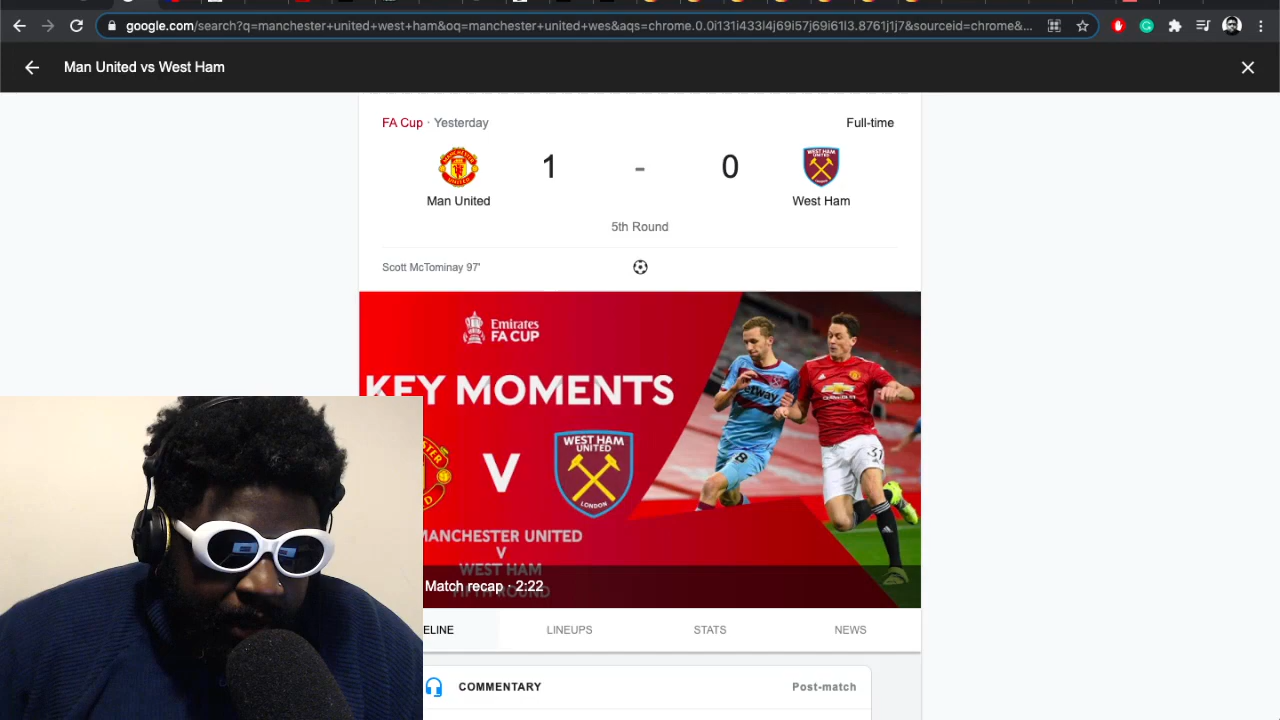 google.com/search?q=manchester+united+west+ham&oq=manchester+united+wes&aqs=chrome.0.0i131i433l4j69i57j69i61l3.8761j1j7&sourceid=chrome&...
Man United vs West Ham
FA Cup · Yesterday
Full-time
1 - 0
Man United
West Ham
5th Round
Scott McTominay 97'
Emirates
FA CUP
KEY MOMENTS
V
WEST HAM
UNITED
LONDON
MANCHESTER UNITED
V
WEST HAM
FIFTH ROUND
Match recap · 2:22
ELINE
LINEUPS
STATS
NEWS
COMMENTARY
Post-match